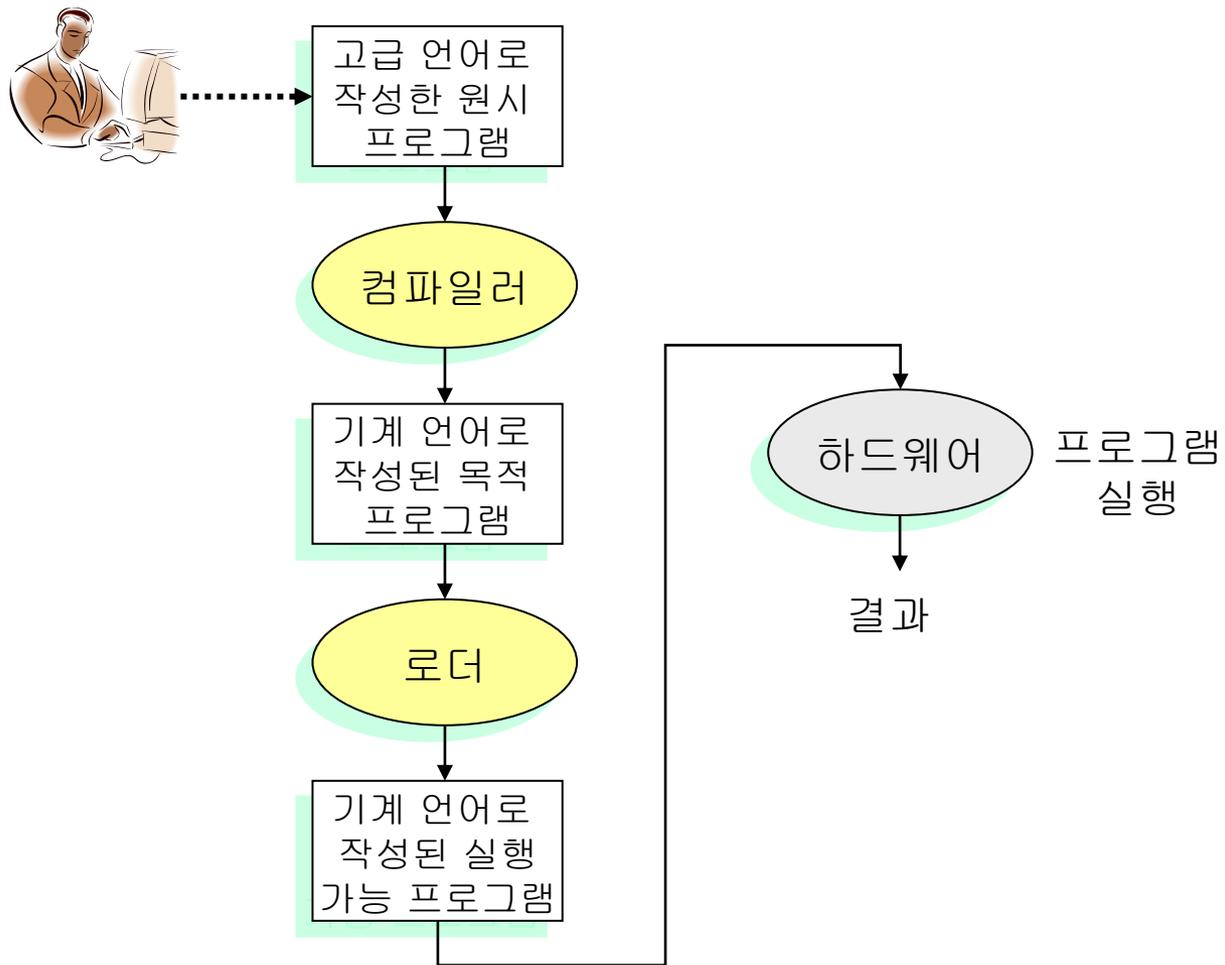 고급 언어로
작성한 원시
프로그램
컴파일러
기계 언어로
작성된 목적
프로그램
로더
기계 언어로
작성된 실행
가능 프로그램
하드웨어
프로그램
실행
결과